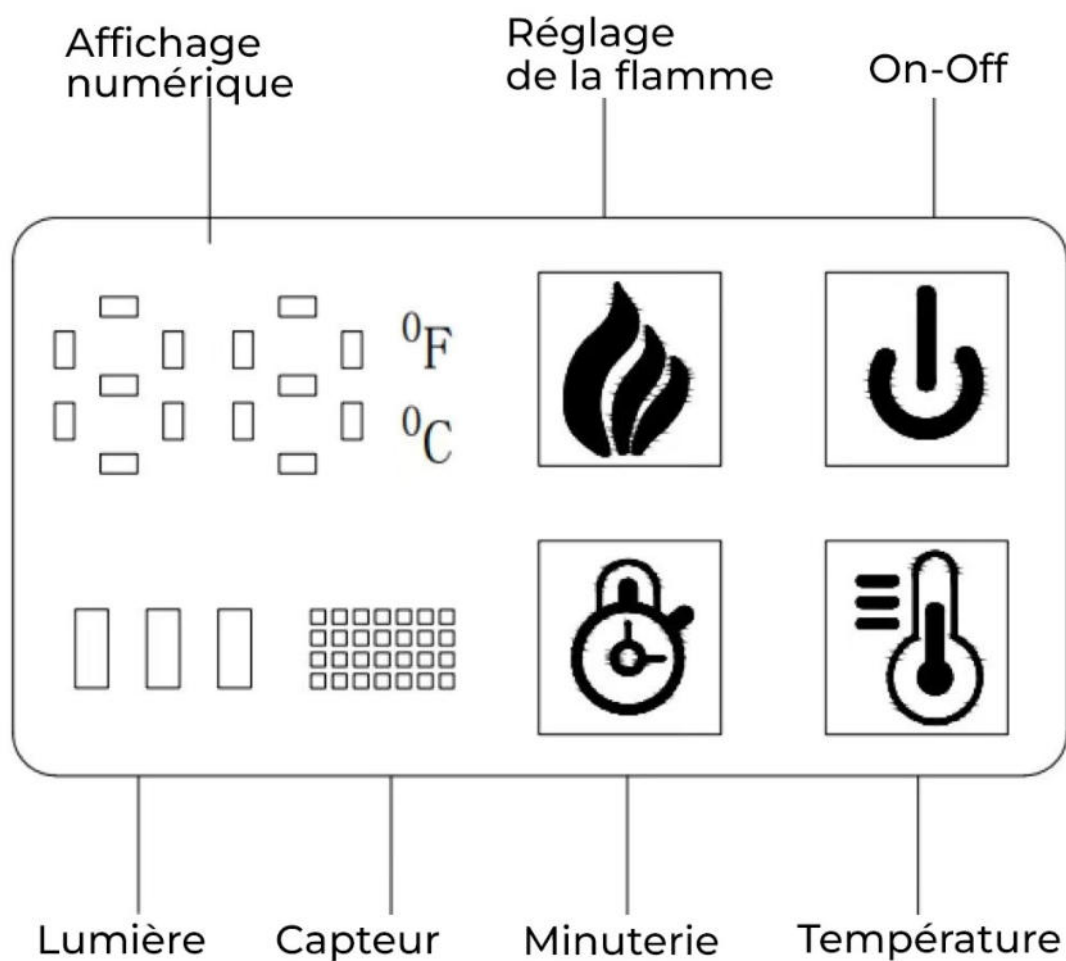 Affichage
numérique
Réglage
de la flamme
On-Off
⁰F
⁰C
Lumière
Capteur
Minuterie
Température